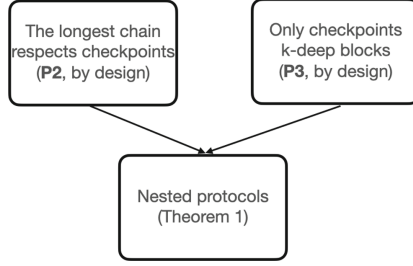 The longest chain
respects checkpoints
(P2, by design)
Only checkpoints
k-deep blocks
(P3, by design)
Nested protocols
(Theorem 1)